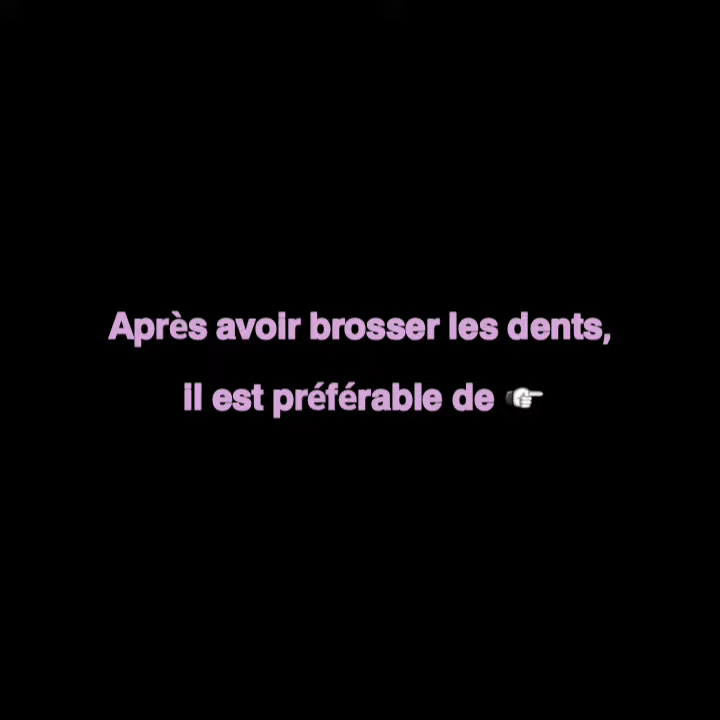 Après avoir brosser les dents,
il est préférable de 👉